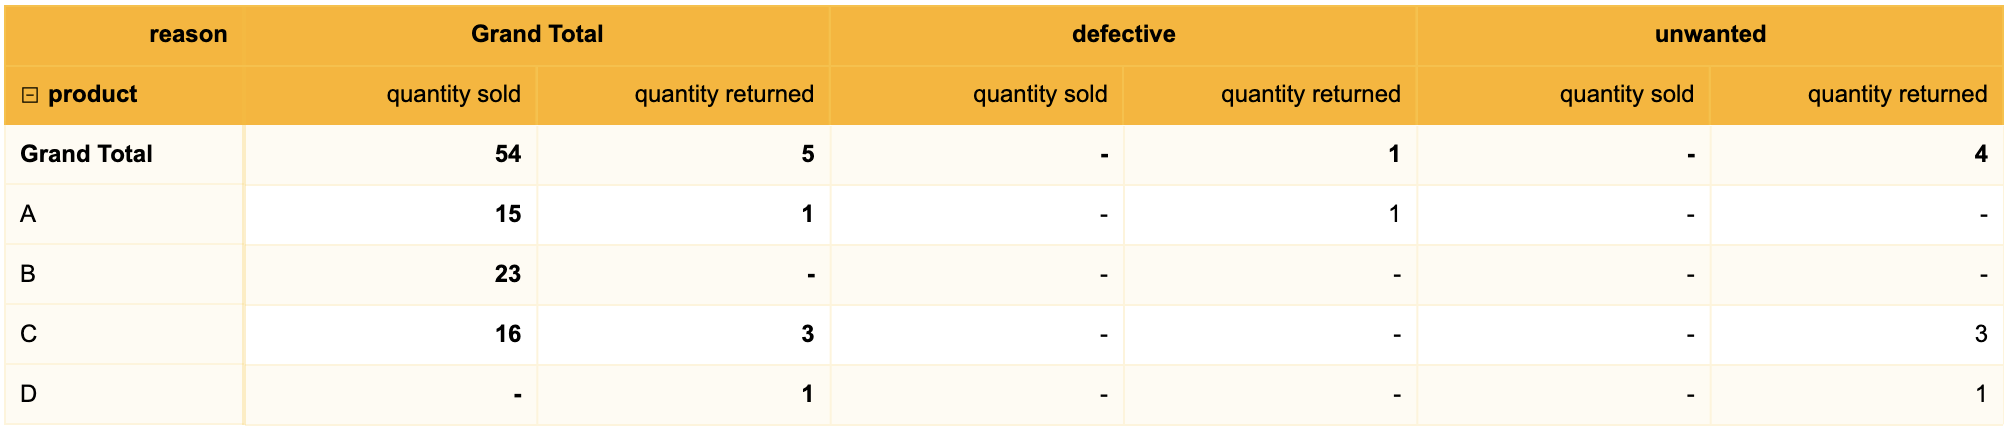 reason Grand Total defective unwanted
⊟ product quantity sold quantity returned quantity sold quantity returned quantity sold quantity returned
Grand Total 54 5 - 1 - 4
A 15 1 - 1 - -
B 23 - - - - -
C 16 3 - - - 3
D - 1 - - - 1